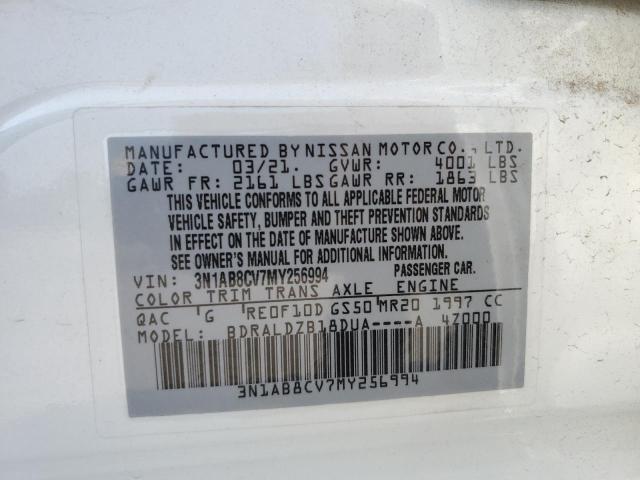 MANUFACTURED BY NISSAN MOTOR CO., LTD.
DATE: 03/21. GVWR: 4001 LBS
GAWR FR: 2161 LBS GAWR RR: 1863 LBS
THIS VEHICLE CONFORMS TO ALL APPLICABLE FEDERAL MOTOR
VEHICLE SAFETY, BUMPER AND THEFT PREVENTION STANDARDS
IN EFFECT ON THE DATE OF MANUFACTURE SHOWN ABOVE.
SEE OWNER'S MANUAL FOR ADDITIONAL INFORMATION.
VIN: 3N1AB8CV7MY256994 PASSENGER CAR.
COLOR TRIM TRANS AXLE ENGINE
QAC G RE0F10D GS50 MR20 1997 CC
MODEL: BDRALDZB18DUA----A 47000
3N1AB8CV7MY256994